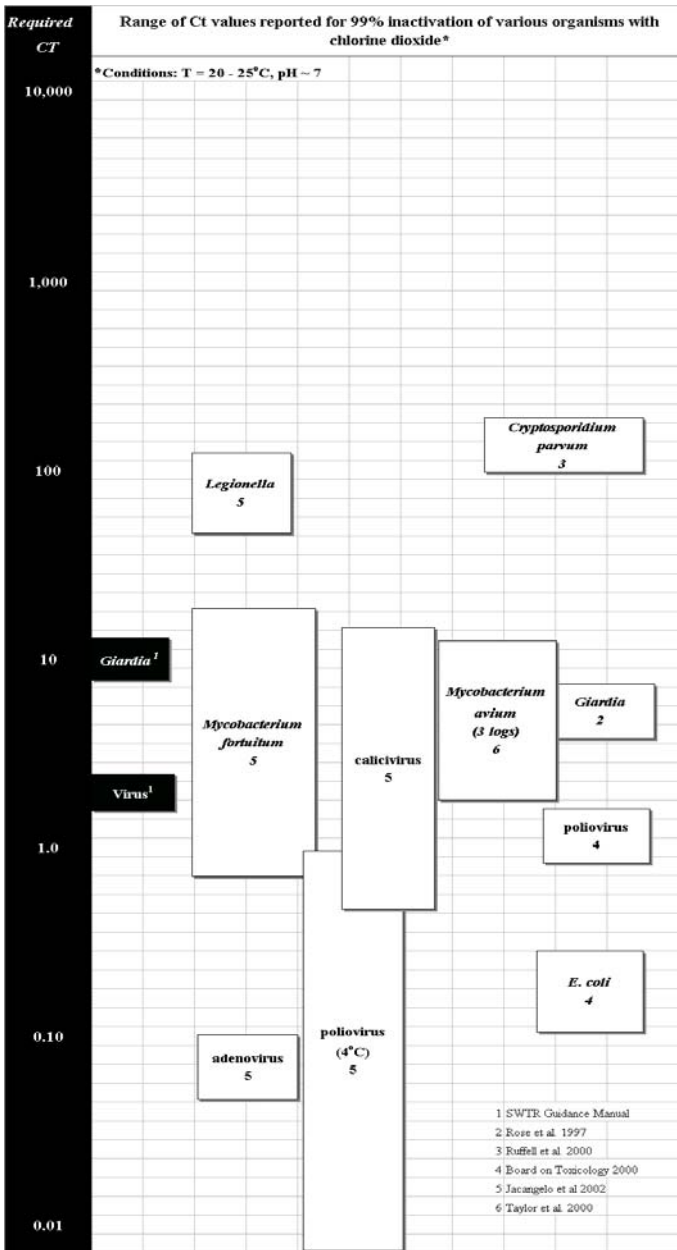 Required
CT
Range of Ct values reported for 99% inactivation of various organisms with
chlorine dioxide*
*Conditions: T = 20 - 25°C, pH ~ 7
10,000
1,000
Cryptosporidium
parvum
3
100
Legionella
5
10
Giardia¹
Mycobacterium
fortuitum
5
calicivirus
5
Mycobacterium
avium
(3 logs)
6
Giardia
2
Virus¹
1.0
poliovirus
4
E. coli
4
0.10
adenovirus
5
poliovirus
(4°C)
5
1 SWTR Guidance Manual
2 Rose et al. 1997
3 Ruffell et al. 2000
4 Board on Toxicology 2000
5 Jacangelo et al 2002
6 Taylor et al. 2000
0.01